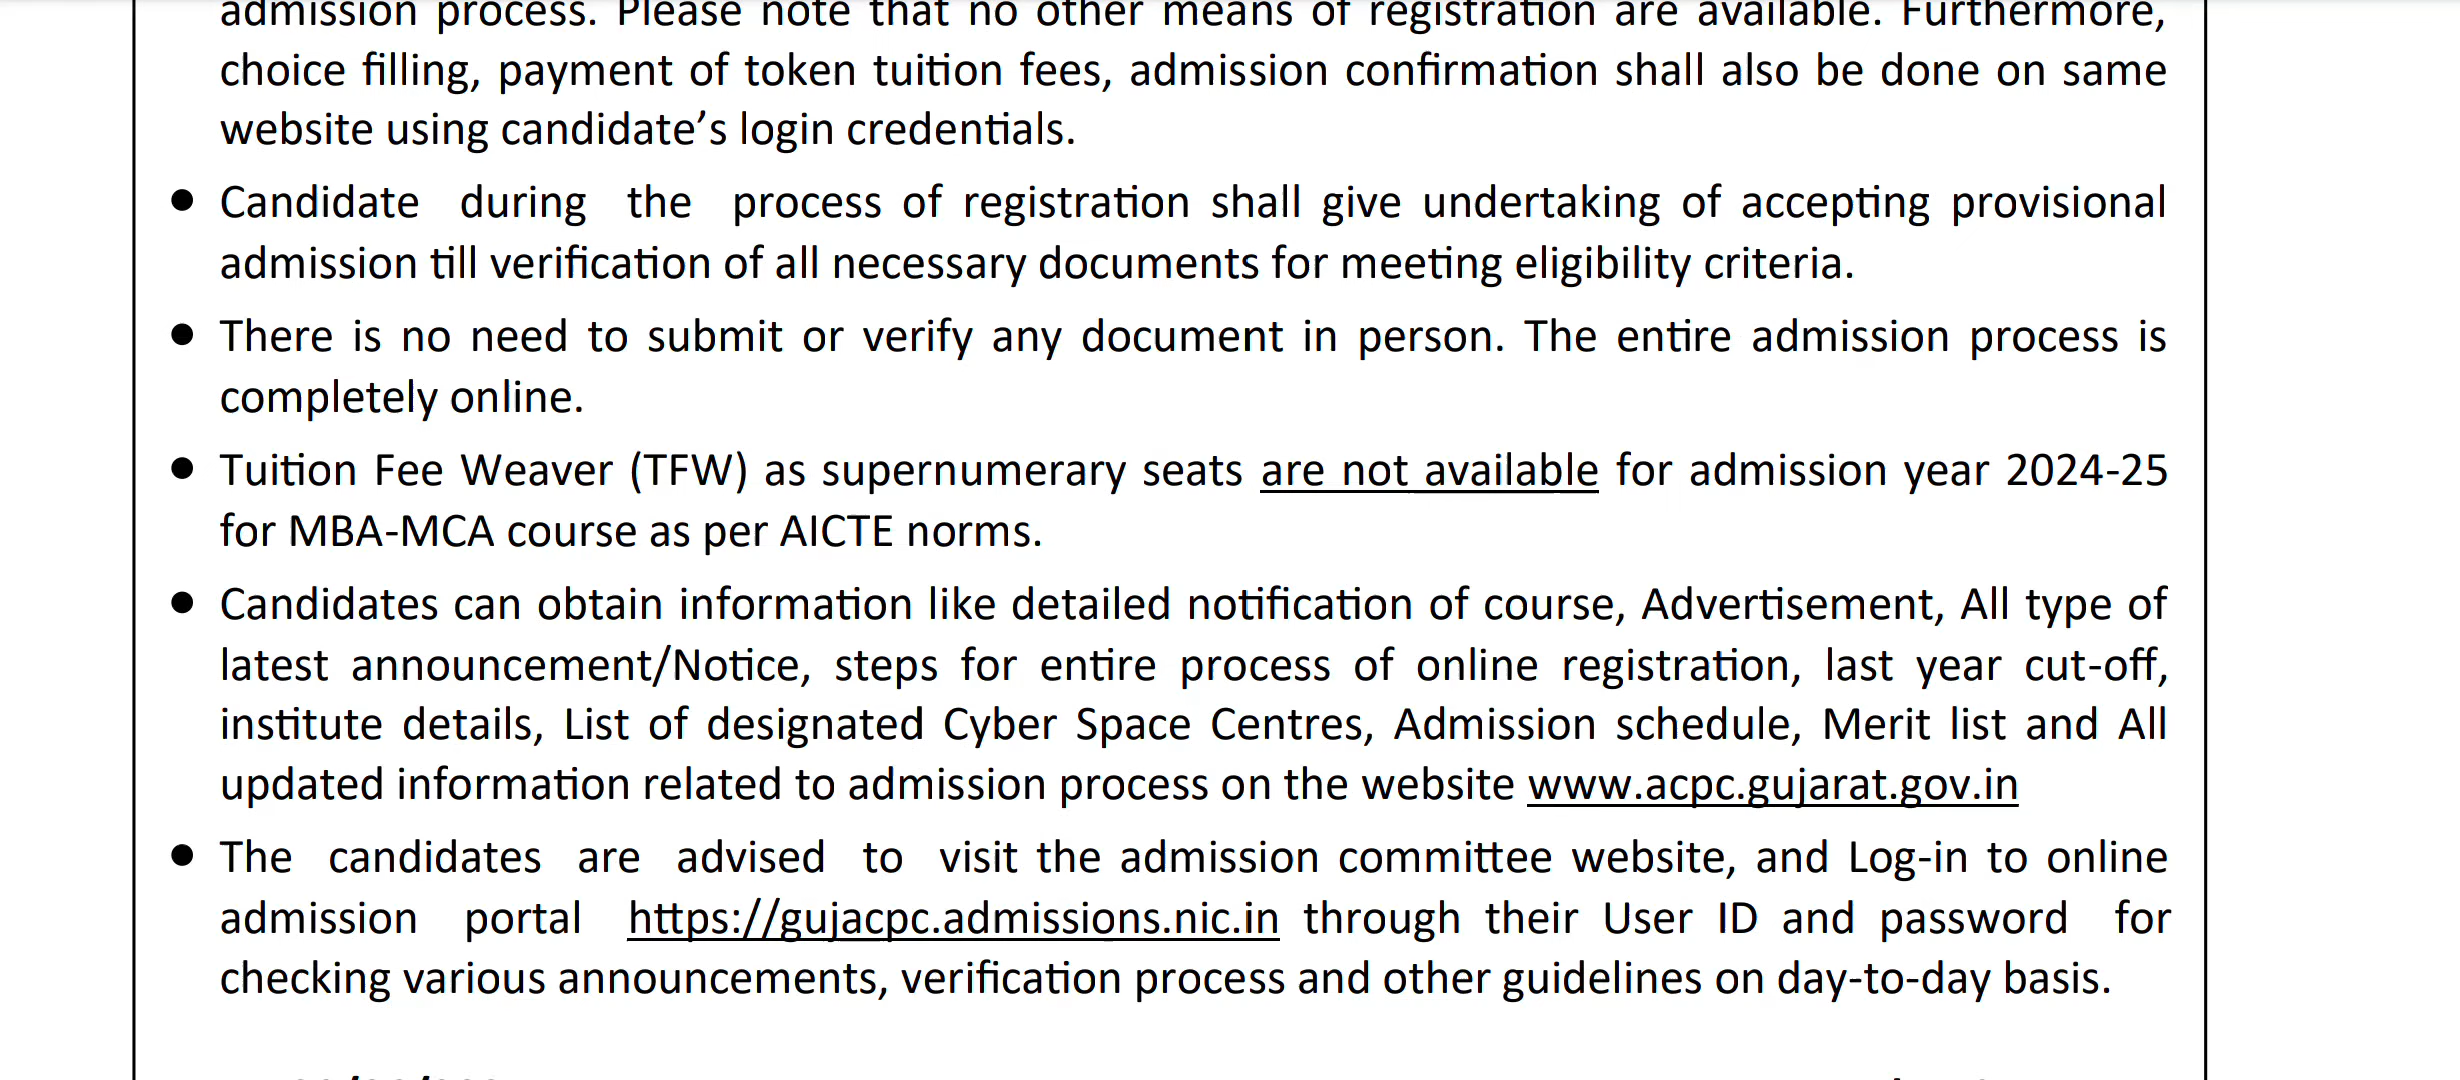 admission process. Please note that no other means of registration are available. Furthermore,
choice filling, payment of token tuition fees, admission confirmation shall also be done on same
website using candidate’s login credentials.
● Candidate during the process of registration shall give undertaking of accepting provisional
admission till verification of all necessary documents for meeting eligibility criteria.
● There is no need to submit or verify any document in person. The entire admission process is
completely online.
● Tuition Fee Weaver (TFW) as supernumerary seats are not available for admission year 2024-25
for MBA-MCA course as per AICTE norms.
● Candidates can obtain information like detailed notification of course, Advertisement, All type of
latest announcement/Notice, steps for entire process of online registration, last year cut-off,
institute details, List of designated Cyber Space Centres, Admission schedule, Merit list and All
updated information related to admission process on the website www.acpc.gujarat.gov.in
● The candidates are advised to visit the admission committee website, and Log-in to online
admission portal https://gujacpc.admissions.nic.in through their User ID and password for
checking various announcements, verification process and other guidelines on day-to-day basis.